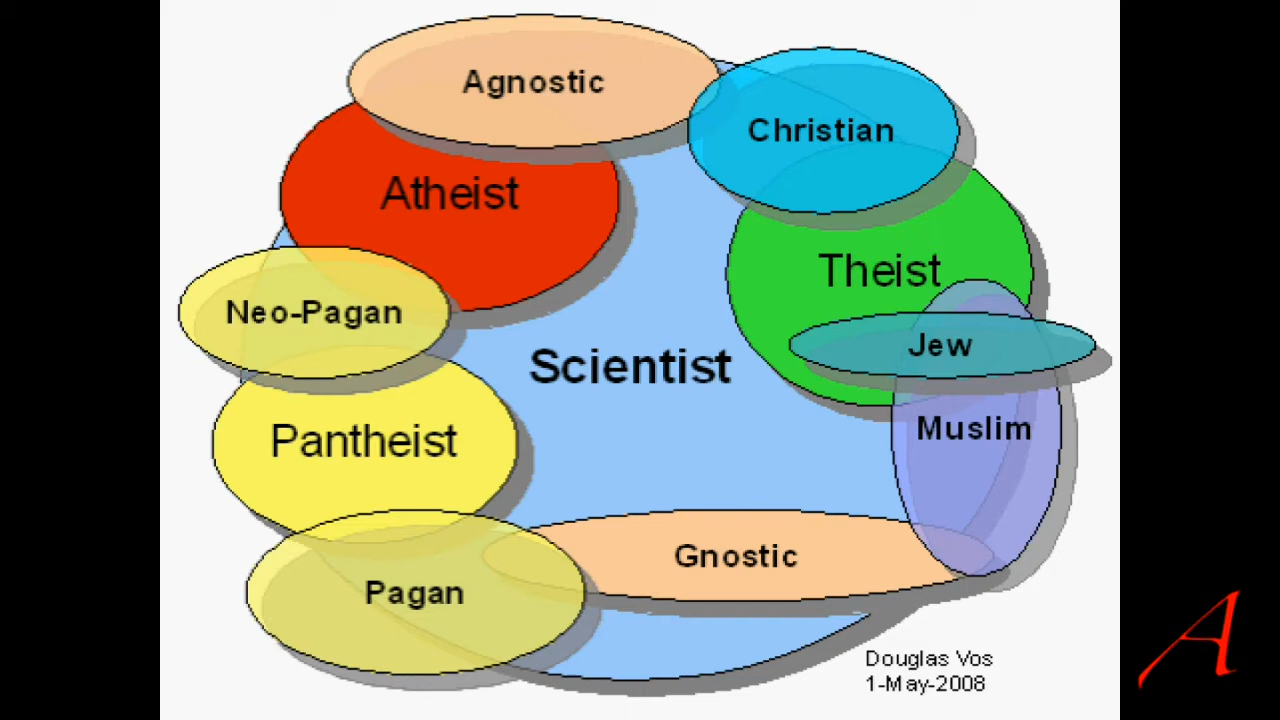 Agnostic
Christian
Atheist
Theist
Neo-Pagan
Jew
Scientist
Muslim
Pantheist
Gnostic
Pagan
Douglas Vos
1-May-2008
A